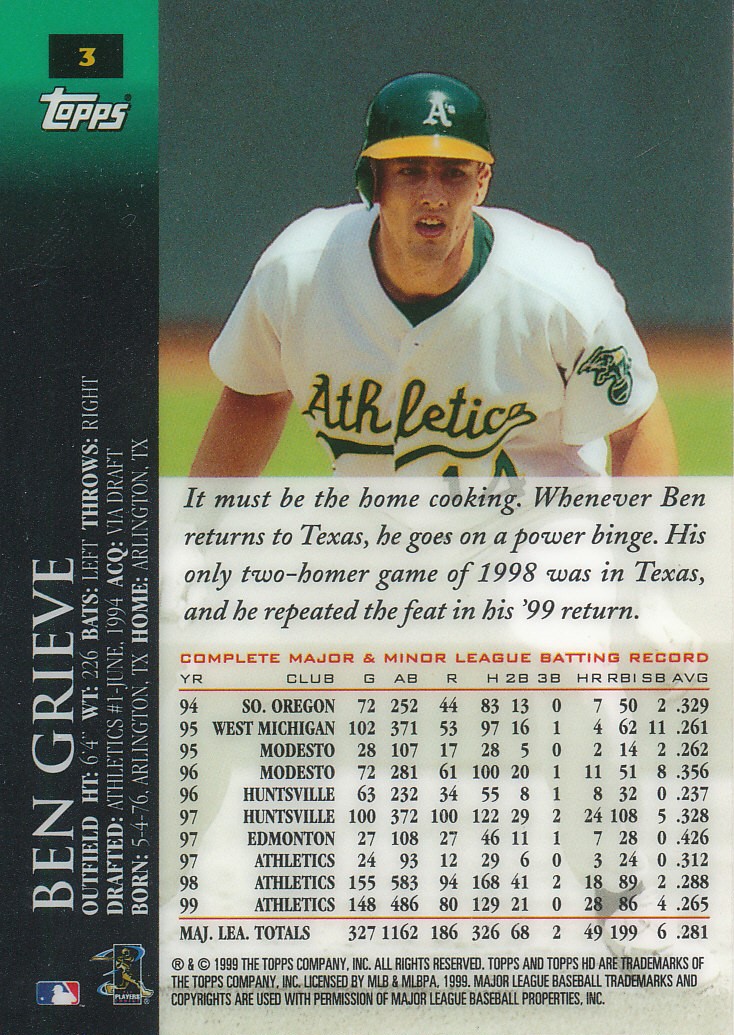 3
TOPPS
A's
Athletics
14
BEN GRIEVE
OUTFIELD HT: 6'4" WT: 226 BATS: LEFT THROWS: RIGHT
DRAFTED: ATHLETICS #1-JUNE, 1994 ACQ: VIA DRAFT
BORN: 5-4-76, ARLINGTON, TX HOME: ARLINGTON, TX
It must be the home cooking. Whenever Ben
returns to Texas, he goes on a power binge. His
only two-homer game of 1998 was in Texas,
and he repeated the feat in his '99 return.
COMPLETE MAJOR & MINOR LEAGUE BATTING RECORD
YR CLUB G AB R H 2B 3B HR RBI SB AVG
94 SO. OREGON 72 252 44 83 13 0 7 50 2 .329
95 WEST MICHIGAN 102 371 53 97 16 1 4 62 11 .261
95 MODESTO 28 107 17 28 5 0 2 14 2 .262
96 MODESTO 72 281 61 100 20 1 11 51 8 .356
96 HUNTSVILLE 63 232 34 55 8 1 8 32 0 .237
97 HUNTSVILLE 100 372 100 122 29 2 24 108 5 .328
97 EDMONTON 27 108 27 46 11 1 7 28 0 .426
97 ATHLETICS 24 93 12 29 6 0 3 24 0 .312
98 ATHLETICS 155 583 94 168 41 2 18 89 2 .288
99 ATHLETICS 148 486 80 129 21 0 28 86 4 .265
MAJ. LEA. TOTALS 327 1162 186 326 68 2 49 199 6 .281
® & © 1999 THE TOPPS COMPANY, INC. ALL RIGHTS RESERVED. TOPPS AND TOPPS HD ARE TRADEMARKS OF
THE TOPPS COMPANY, INC. LICENSED BY MLB & MLBPA, 1999. MAJOR LEAGUE BASEBALL TRADEMARKS AND
COPYRIGHTS ARE USED WITH PERMISSION OF MAJOR LEAGUE BASEBALL PROPERTIES, INC.
PLAYERS